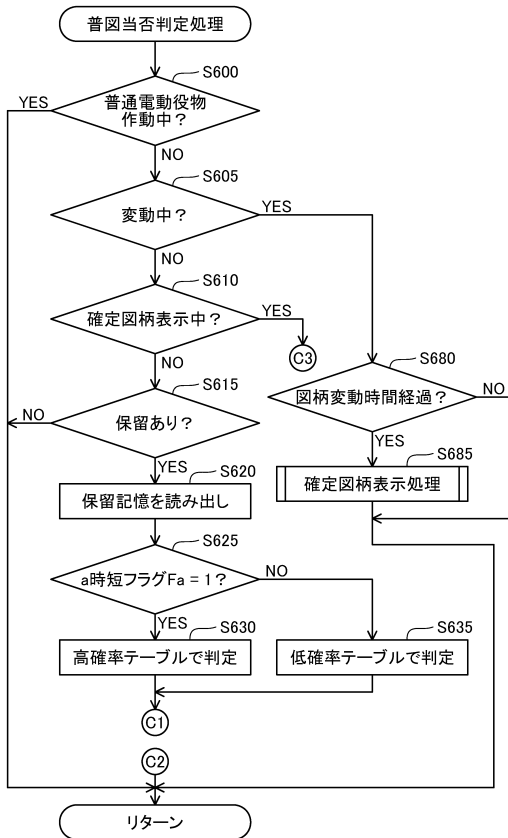 普図当否判定処理
S600
YES
普通電動役物
作動中？
NO
S605
変動中？
YES
NO
S610
確定図柄表示中？
YES
C3
NO
S680
図柄変動時間経過？
NO
YES
S615
NO
保留あり？
YES
S685
確定図柄表示処理
S620
保留記憶を読み出し
S625
a時短フラグFa = 1？
NO
YES
S630
高確率テーブルで判定
S635
低確率テーブルで判定
C1
C2
リターン